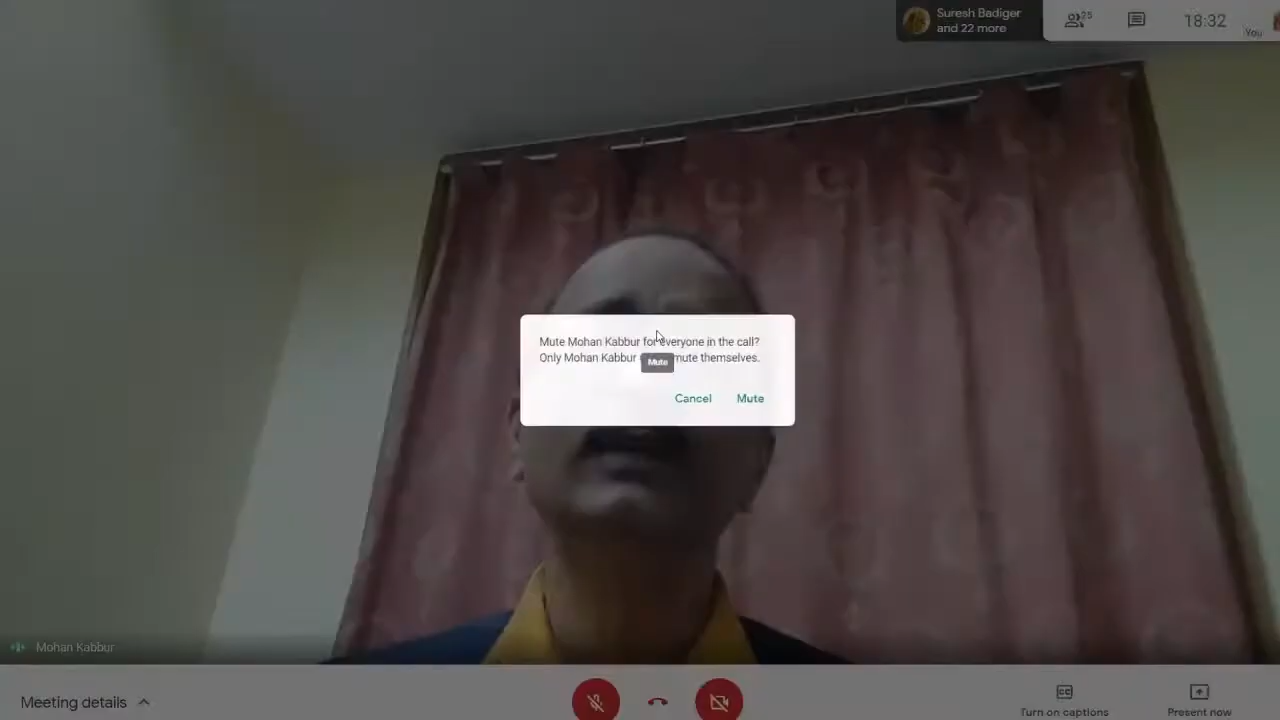 Suresh Badiger
and 22 more
25
18:32
You
Mute Mohan Kabbur for everyone in the call?
Only Mohan Kabbur mute themselves.
Mute
Cancel
Mute
Mohan Kabbur
Meeting details
CC
Turn on captions
Present now